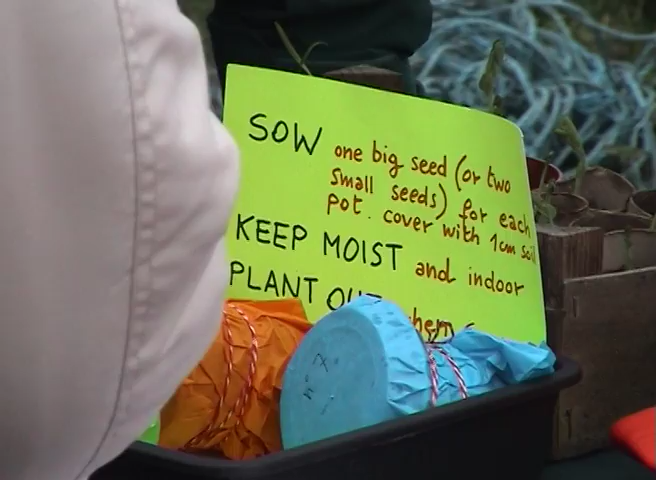 SOW one big seed (or two
small seeds) for each
pot. cover with 1cm soil
KEEP MOIST and indoor
PLANT OUT